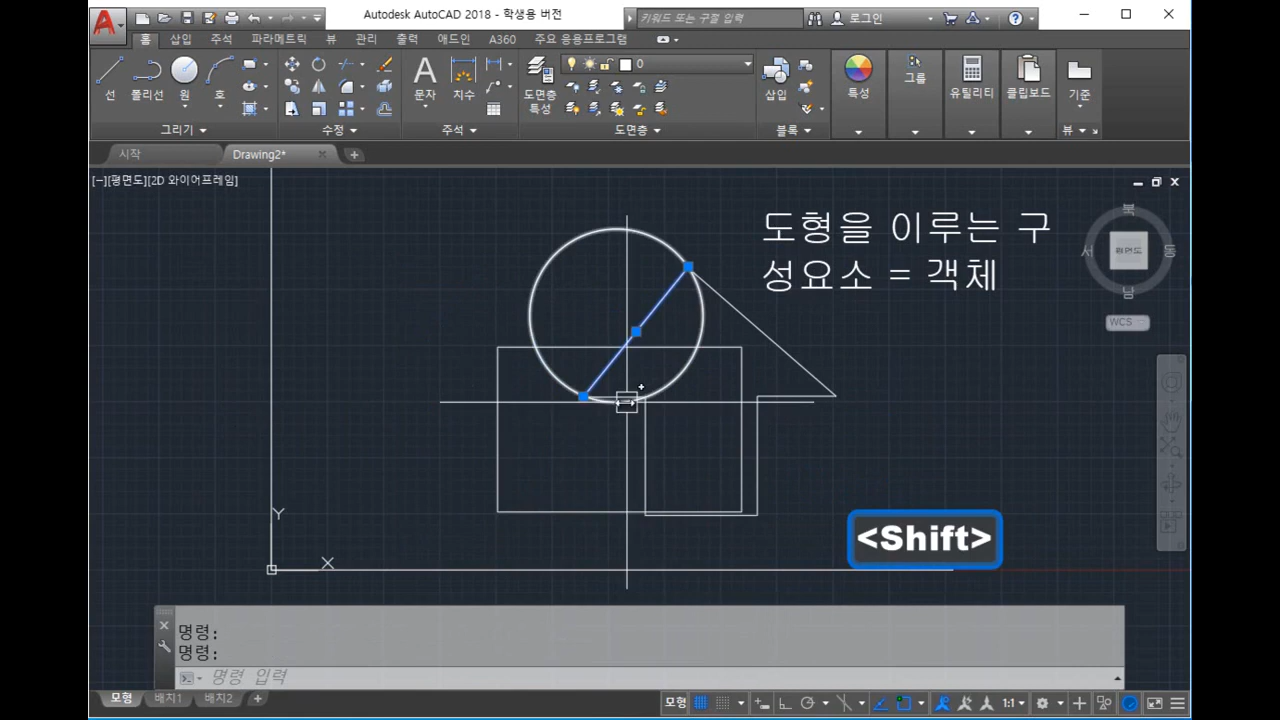 Autodesk AutoCAD 2018 - 학생용 버전
키워드 또는 구절 입력
로그인
홈 삽입 주석 파라메트릭 뷰 관리 출력 애드인 A360 주요 응용프로그램
선 폴리선 원 호
문자 치수
도면층 특성
0
삽입
특성
그룹
유틸리티
클립보드
기준
그리기 수정 주석 도면층 블록 뷰
시작 Drawing2*
[−][평면도][2D 와이어프레임]
도형을 이루는 구
성요소 = 객체
북
서 평면도 동
남
WCS
Y
X
<Shift>
명령:
명령:
명령 입력
모형 배치1 배치2
모형 1:1